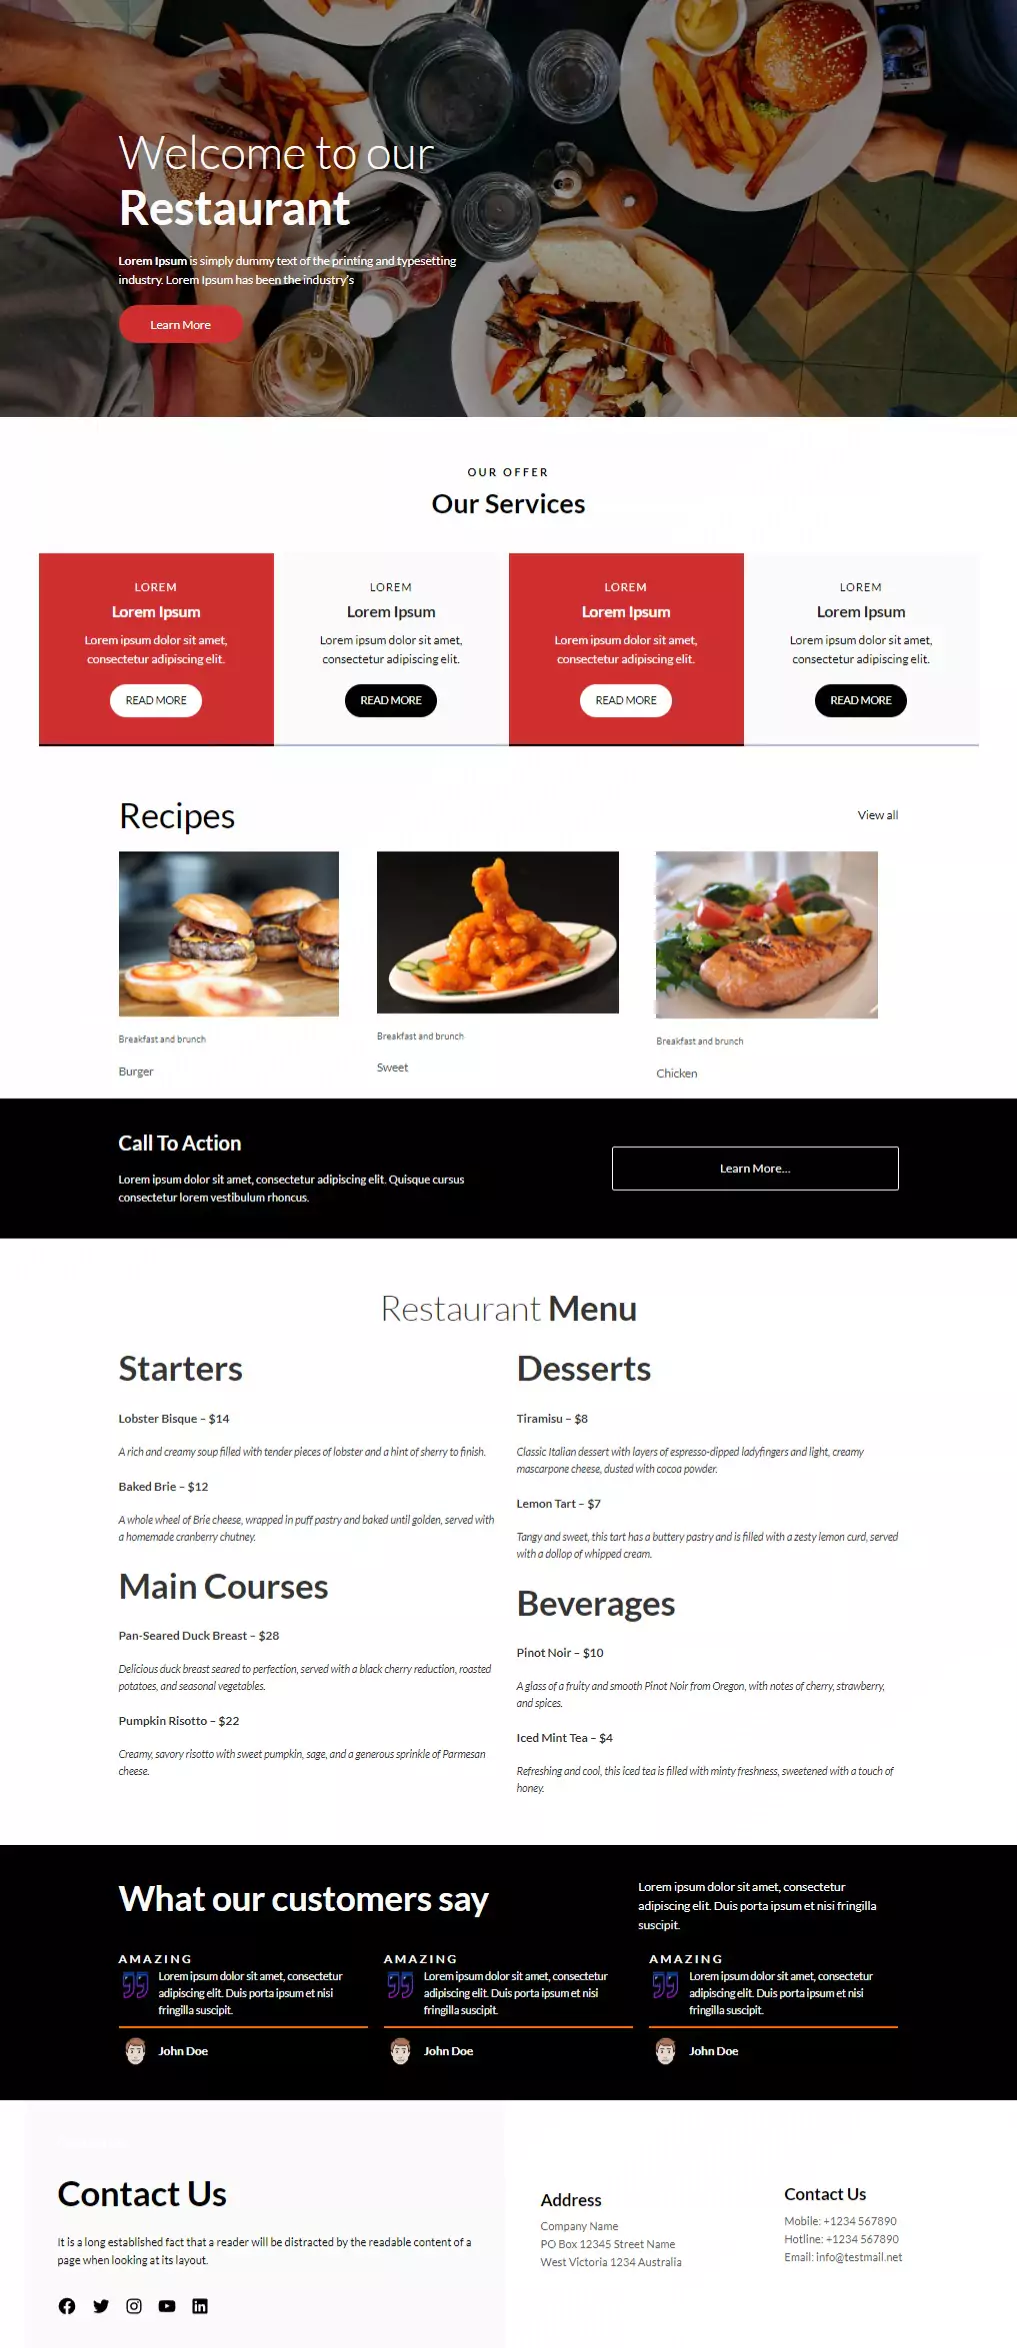 Welcome to our
Restaurant
Lorem Ipsum is simply dummy text of the printing and typesetting
industry. Lorem Ipsum has been the industry's
Learn More
OUR OFFER
Our Services
LOREM
Lorem Ipsum
Lorem ipsum dolor sit amet,
consectetur adipiscing elit.
READ MORE
LOREM
Lorem Ipsum
Lorem ipsum dolor sit amet,
consectetur adipiscing elit.
READ MORE
LOREM
Lorem Ipsum
Lorem ipsum dolor sit amet,
consectetur adipiscing elit.
READ MORE
LOREM
Lorem Ipsum
Lorem ipsum dolor sit amet,
consectetur adipiscing elit.
READ MORE
Recipes
View all
Breakfast and brunch
Burger
Breakfast and brunch
Sweet
Breakfast and brunch
Chicken
Call To Action
Lorem ipsum dolor sit amet, consectetur adipiscing elit. Quisque cursus
consectetur lorem vestibulum rhoncus.
Learn More...
Restaurant Menu
Starters
Lobster Bisque – $14
A rich and creamy soup filled with tender pieces of lobster and a hint of sherry to finish.
Baked Brie – $12
A whole wheel of Brie cheese, wrapped in puff pastry and baked until golden, served with
a homemade cranberry chutney.
Main Courses
Pan-Seared Duck Breast – $28
Delicious duck breast seared to perfection, served with a black cherry reduction, roasted
potatoes, and seasonal vegetables.
Pumpkin Risotto – $22
Creamy, savory risotto with sweet pumpkin, sage, and a generous sprinkle of Parmesan
cheese.
Desserts
Tiramisu – $8
Classic Italian dessert with layers of espresso-dipped ladyfingers and light, creamy
mascarpone cheese, dusted with cocoa powder.
Lemon Tart – $7
Tangy and sweet, this tart has a buttery pastry and is filled with a zesty lemon curd, served
with a dollop of whipped cream.
Beverages
Pinot Noir – $10
A glass of a fruity and smooth Pinot Noir from Oregon, with notes of cherry, strawberry,
and spices.
Iced Mint Tea – $4
Refreshing and cool, this iced tea is filled with minty freshness, sweetened with a touch of
honey.
What our customers say
Lorem ipsum dolor sit amet, consectetur
adipiscing elit. Duis porta ipsum et nisi fringilla
suscipit.
AMAZING
Lorem ipsum dolor sit amet, consectetur
adipiscing elit. Duis porta ipsum et nisi
fringilla suscipit.
John Doe
AMAZING
Lorem ipsum dolor sit amet, consectetur
adipiscing elit. Duis porta ipsum et nisi
fringilla suscipit.
John Doe
AMAZING
Lorem ipsum dolor sit amet, consectetur
adipiscing elit. Duis porta ipsum et nisi
fringilla suscipit.
John Doe
Contact Us
It is a long established fact that a reader will be distracted by the readable content of a
page when looking at its layout.
Address
Company Name
PO Box 12345 Street Name
West Victoria 1234 Australia
Contact Us
Mobile: +1234 567890
Hotline: +1234 567890
Email: info@testmail.net